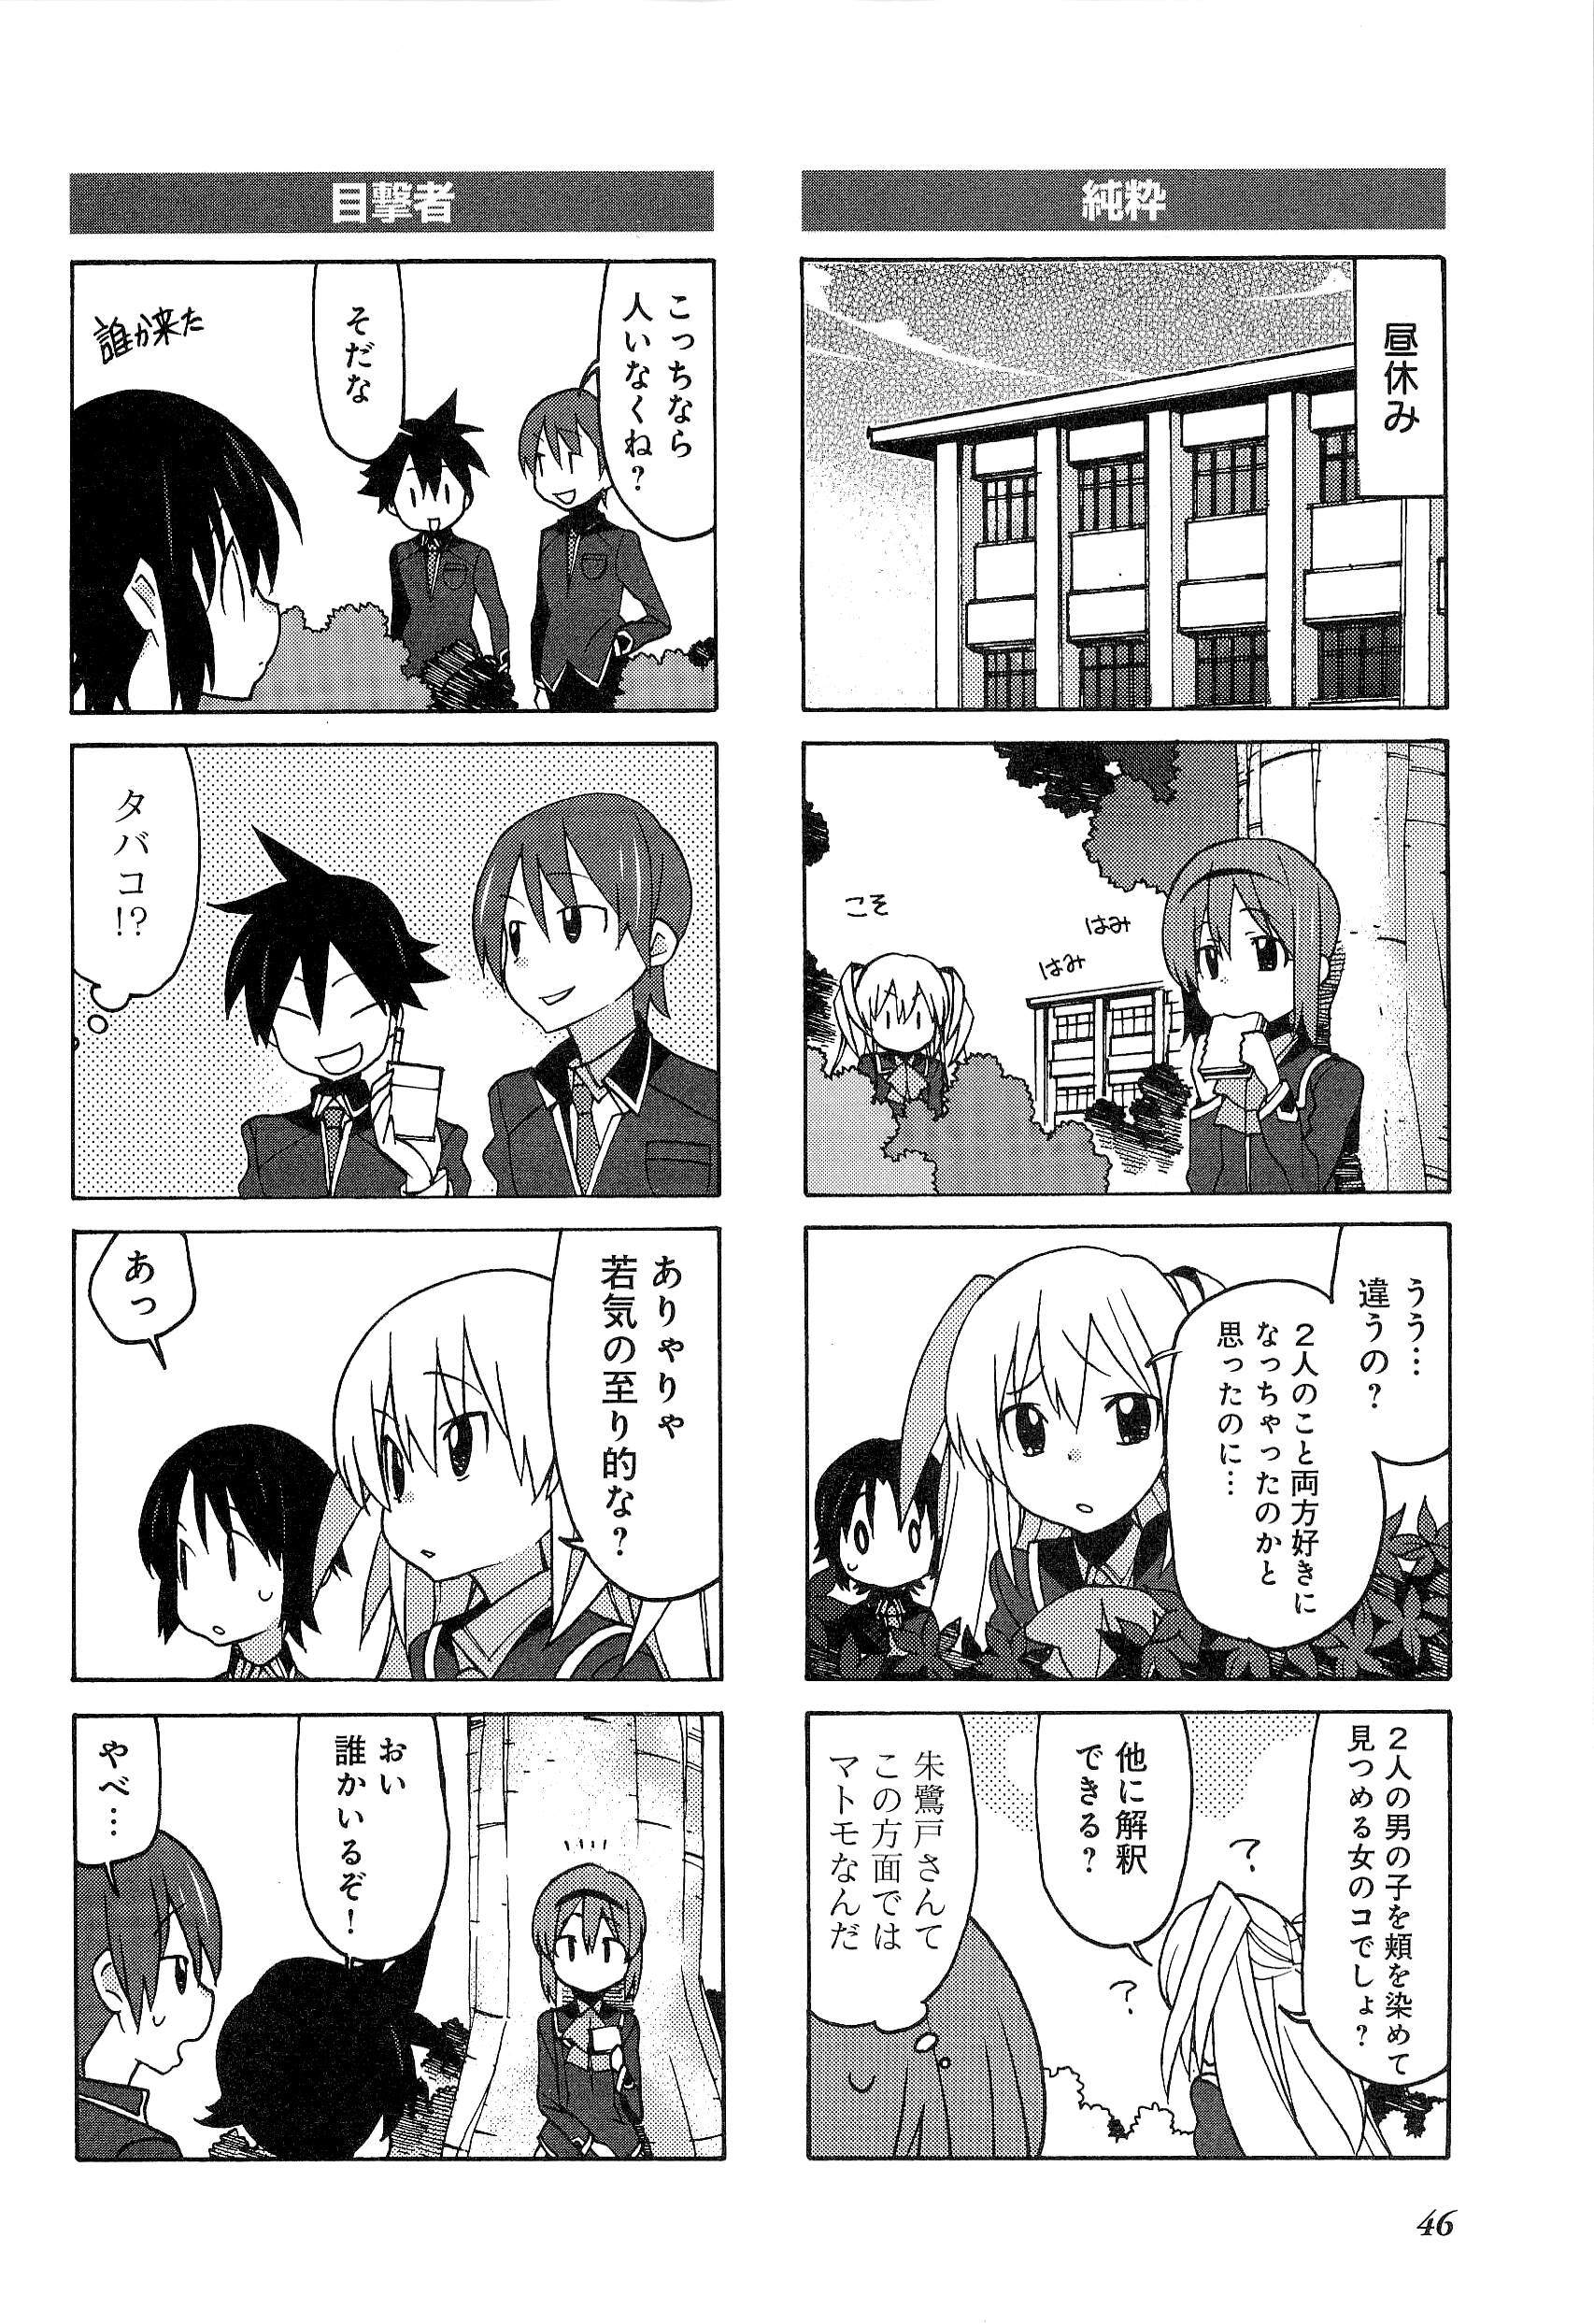 純粋
昼休み
こそ
はみ
はみ
うう…
違うの?
2人のこと両方好きに
なっちゃったのかと
思ったのに…
2人の男の子を頬を染めて
見つめる女のコでしょ?
他に解釈
できる?
?
?
朱鷺戸さんて
この方面では
マトモなんだ
目撃者
こっちなら
人いなくね?
そだな
誰か来た
タバコ!?
ありゃりゃ
若気の至り的な?
あっ
おい
誰かいるぞ!
やべ…
46